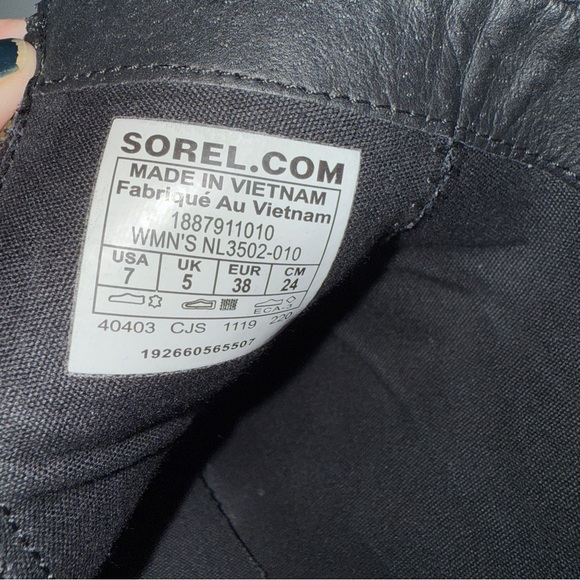 SOREL.COM
MADE IN VIETNAM
Fabriqué Au Vietnam
1887911010
WMN'S NL3502-010
USA UK EUR CM
7 5 38 24
40403 CJS 1119 220
192660565507